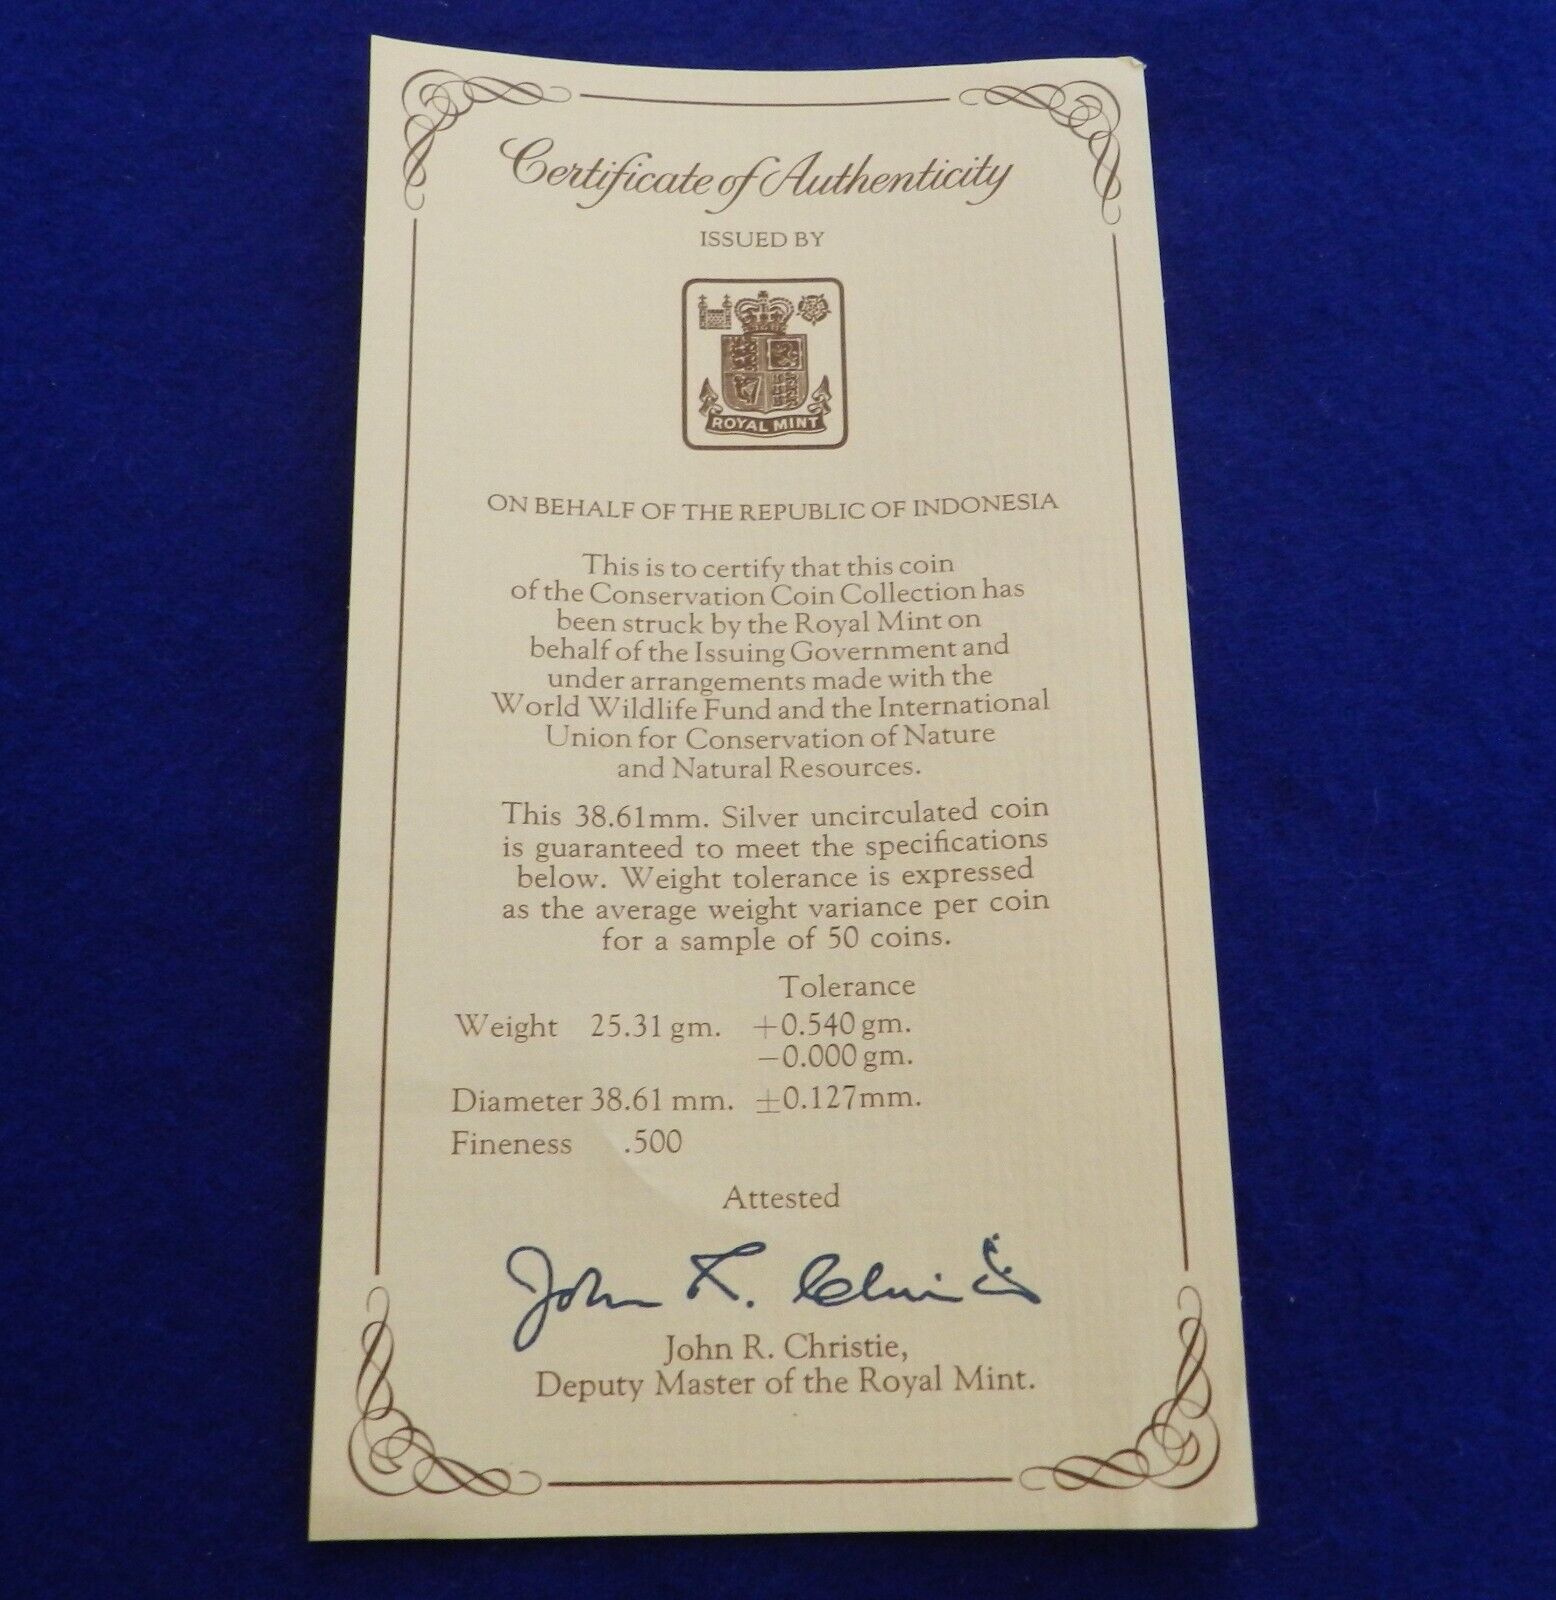 Certificate of Authenticity
ISSUED BY
ROYAL MINT
ON BEHALF OF THE REPUBLIC OF INDONESIA
This is to certify that this coin
of the Conservation Coin Collection has
been struck by the Royal Mint on
behalf of the Issuing Government and
under arrangements made with the
World Wildlife Fund and the International
Union for Conservation of Nature
and Natural Resources.
This 38.61mm. Silver uncirculated coin
is guaranteed to meet the specifications
below. Weight tolerance is expressed
as the average weight variance per coin
for a sample of 50 coins.
Tolerance
Weight 25.31 gm. +0.540 gm.
−0.000 gm.
Diameter 38.61 mm. ±0.127mm.
Fineness .500
Attested
John R. Christie
John R. Christie,
Deputy Master of the Royal Mint.